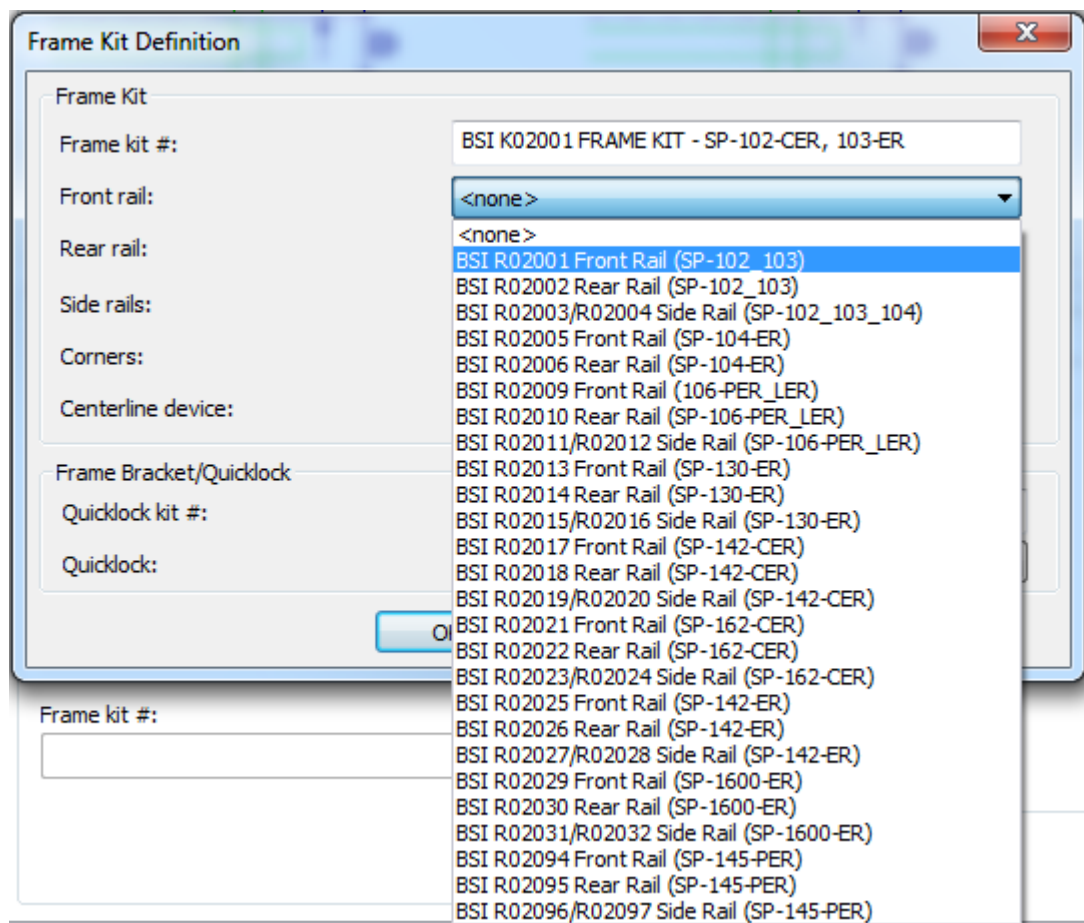 Frame Kit Definition
Frame Kit
Frame kit #:
BSI K02001 FRAME KIT - SP-102-CER, 103-ER
Front rail:
<none>
Rear rail:
Side rails:
Corners:
Centerline device:
<none>
BSI R02001 Front Rail (SP-102_103)
BSI R02002 Rear Rail (SP-102_103)
BSI R02003/R02004 Side Rail (SP-102_103_104)
BSI R02005 Front Rail (SP-104-ER)
BSI R02006 Rear Rail (SP-104-ER)
BSI R02009 Front Rail (106-PER_LER)
BSI R02010 Rear Rail (SP-106-PER_LER)
BSI R02011/R02012 Side Rail (SP-106-PER_LER)
BSI R02013 Front Rail (SP-130-ER)
BSI R02014 Rear Rail (SP-130-ER)
BSI R02015/R02016 Side Rail (SP-130-ER)
BSI R02017 Front Rail (SP-142-CER)
BSI R02018 Rear Rail (SP-142-CER)
BSI R02019/R02020 Side Rail (SP-142-CER)
BSI R02021 Front Rail (SP-162-CER)
BSI R02022 Rear Rail (SP-162-CER)
BSI R02023/R02024 Side Rail (SP-162-CER)
BSI R02025 Front Rail (SP-142-ER)
BSI R02026 Rear Rail (SP-142-ER)
BSI R02027/R02028 Side Rail (SP-142-ER)
BSI R02029 Front Rail (SP-1600-ER)
BSI R02030 Rear Rail (SP-1600-ER)
BSI R02031/R02032 Side Rail (SP-1600-ER)
BSI R02094 Front Rail (SP-145-PER)
BSI R02095 Rear Rail (SP-145-PER)
BSI R02096/R02097 Side Rail (SP-145-PER)
Frame Bracket/Quicklock
Quicklock kit #:
Quicklock:
Frame kit #: